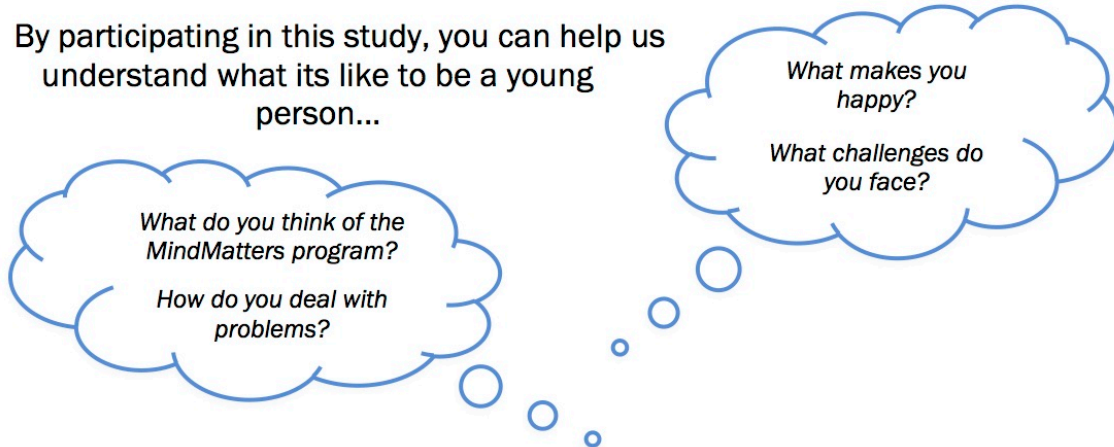 By participating in this study, you can help us
understand what its like to be a young
person...
What makes you
happy?
What challenges do
you face?
What do you think of the
MindMatters program?
How do you deal with
problems?